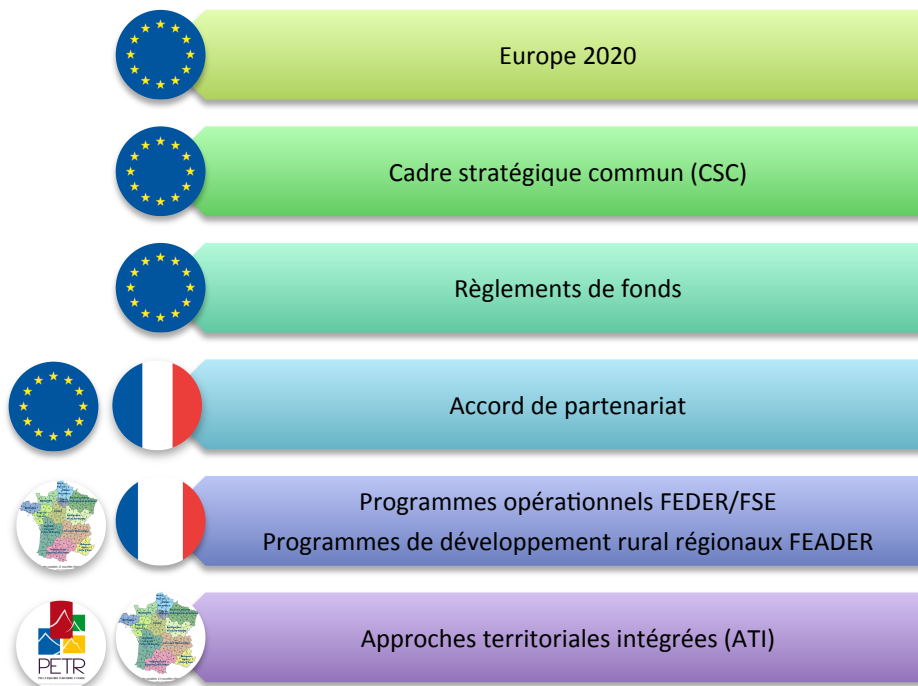 Europe 2020
Cadre stratégique commun (CSC)
Règlements de fonds
Accord de partenariat
Programmes opérationnels FEDER/FSE
Programmes de développement rural régionaux FEADER
Approches territoriales intégrées (ATI)
PETR